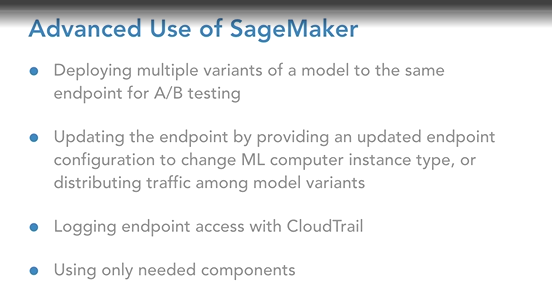 Advanced Use of SageMaker
● Deploying multiple variants of a model to the same
endpoint for A/B testing
● Updating the endpoint by providing an updated endpoint
configuration to change ML computer instance type, or
distributing traffic among model variants
● Logging endpoint access with CloudTrail
● Using only needed components